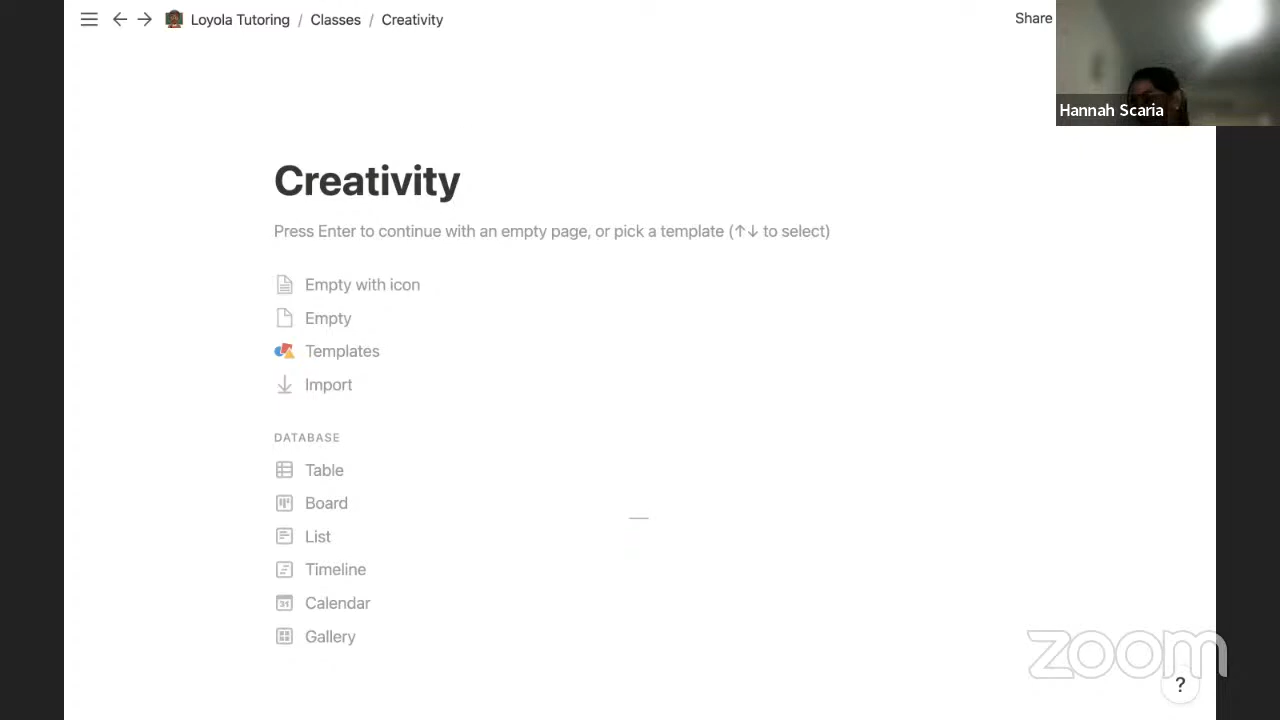 Loyola Tutoring / Classes / Creativity
Share
Hannah Scaria
Creativity
Press Enter to continue with an empty page, or pick a template (↑↓ to select)
Empty with icon
Empty
Templates
Import
DATABASE
Table
Board
List
Timeline
31
Calendar
Gallery
zoom
?